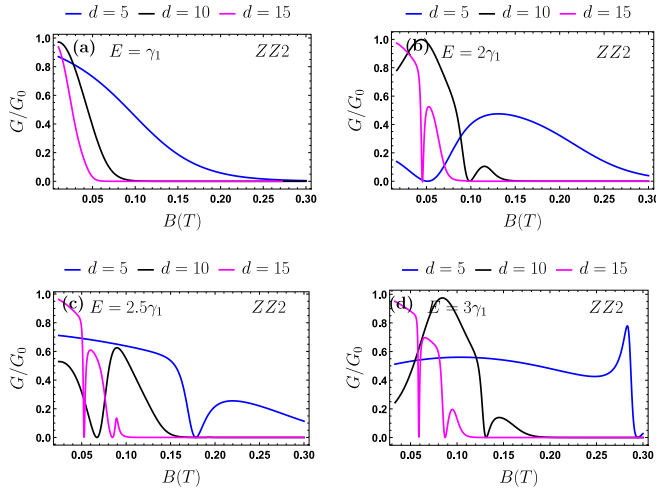 d = 5 d = 10 d = 15
(a) E = γ₁ ZZ2
G/G₀
1.0
0.8
0.6
0.4
0.2
0.0
0.05 0.10 0.15 0.20 0.25 0.30
B(T)
d = 5 d = 10 d = 15
(b) E = 2γ₁ ZZ2
G/G₀
1.0
0.8
0.6
0.4
0.2
0.0
0.05 0.10 0.15 0.20 0.25 0.30
B(T)
d = 5 d = 10 d = 15
(c) E = 2.5γ₁ ZZ2
G/G₀
1.0
0.8
0.6
0.4
0.2
0.0
0.05 0.10 0.15 0.20 0.25 0.30
B(T)
d = 5 d = 10 d = 15
(d) E = 3γ₁ ZZ2
G/G₀
1.0
0.8
0.6
0.4
0.2
0.0
0.05 0.10 0.15 0.20 0.25 0.30
B(T)